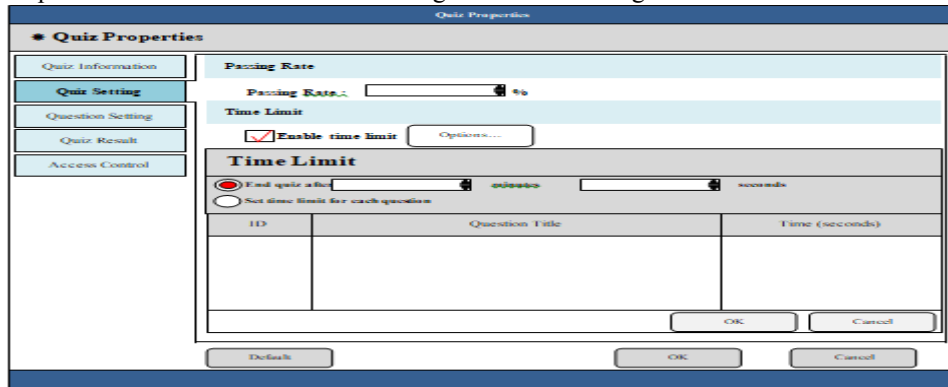 Quiz Properties
Quiz Properties
Quiz Information
Quiz Setting
Question Setting
Quiz Result
Access Control
Passing Rate
Passing Rate : %
Time Limit
Enable time limit Options...
Time Limit
End quiz after minutes seconds
Set time limit for each question
ID Question Title Time (seconds)
OK Cancel
Default OK Cancel